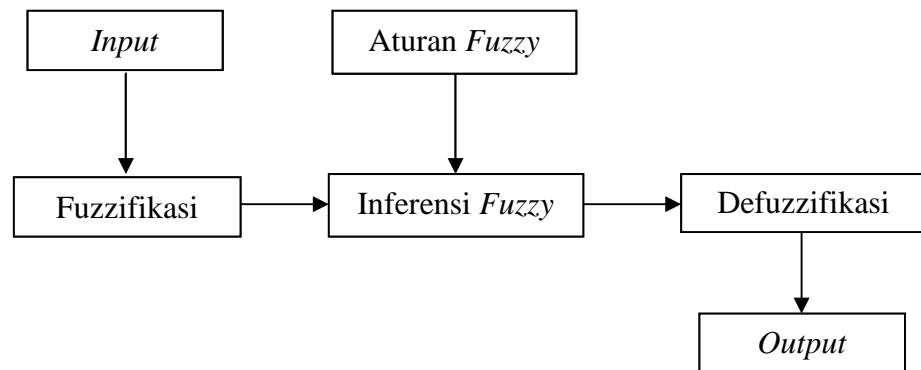 Input
Aturan Fuzzy
Fuzzifikasi
Inferensi Fuzzy
Defuzzifikasi
Output